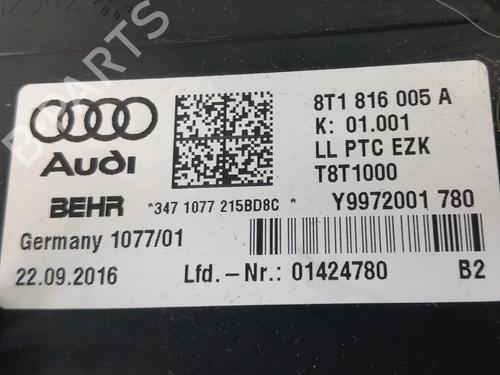 B-PARTS
8T1 816 005 A
K: 01.001
LL PTC EZK
T8T1000
Audi
BEHR *347 1077 215BD8C * Y9972001 780
Germany 1077/01
22.09.2016 Lfd.-Nr.: 01424780 B2